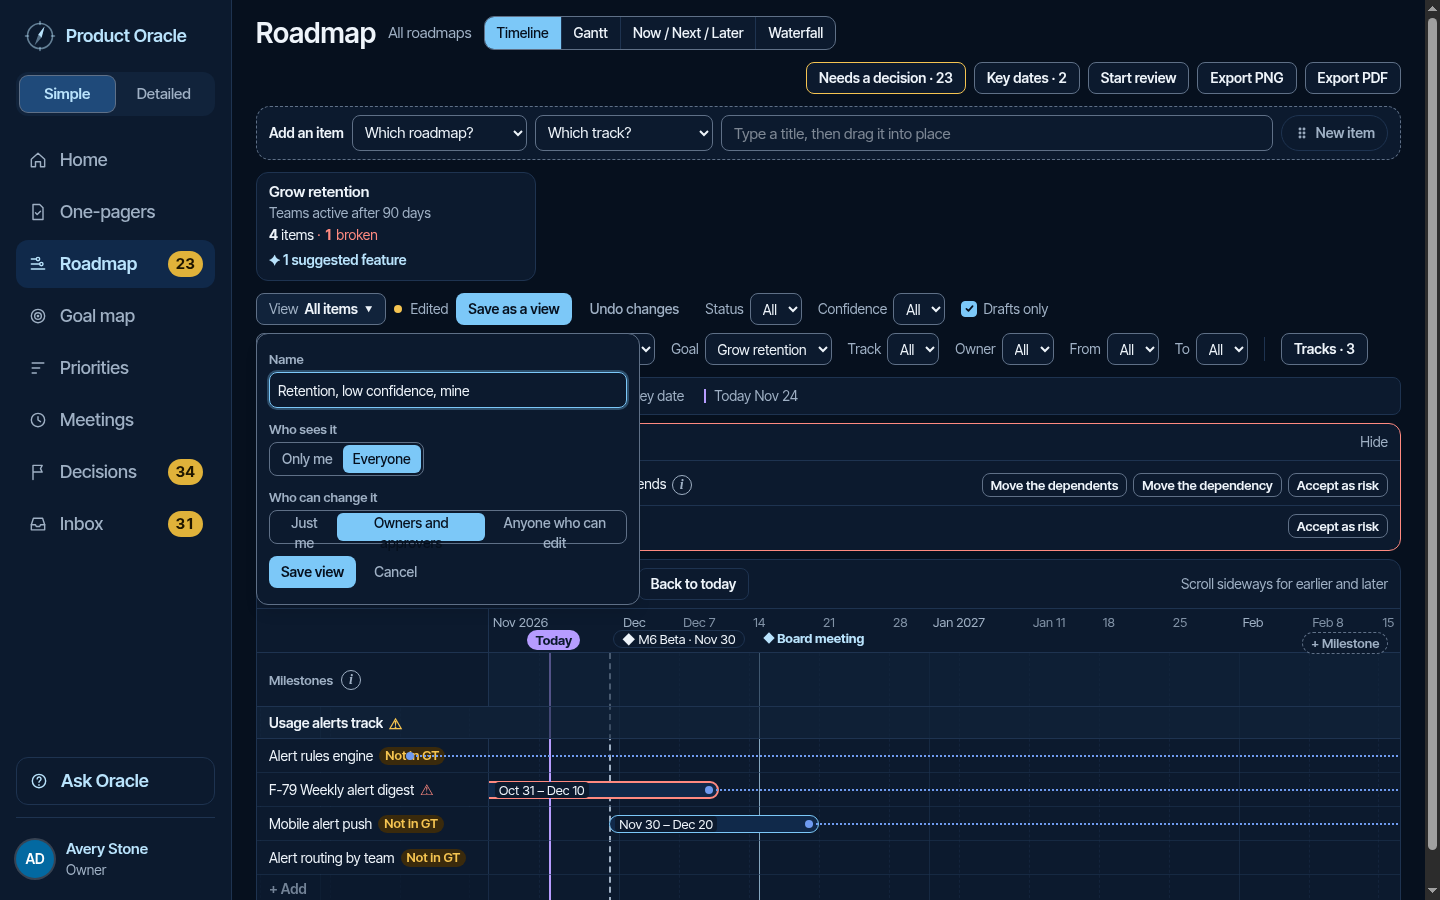 Product Oracle
Simple
Detailed
Home
One-pagers
Roadmap
23
Goal map
Priorities
Meetings
Decisions
34
Inbox
31
Ask Oracle
AD
Avery Stone
Owner
Roadmap
All roadmaps
Timeline
Gantt
Now / Next / Later
Waterfall
Needs a decision · 23
Key dates · 2
Start review
Export PNG
Export PDF
Add an item
Which roadmap?
Which track?
Type a title, then drag it into place
New item
Grow retention
Teams active after 90 days
4 items · 1 broken
1 suggested feature
View All items
Edited
Save as a view
Undo changes
Status
All
Confidence
All
Drafts only
Goal
Grow retention
Track
All
Owner
All
From
All
To
All
Tracks · 3
Name
Retention, low confidence, mine
Who sees it
Only me
Everyone
Who can change it
Just me
Owners and approvers
Anyone who can edit
Save view
Cancel
ey date
Today Nov 24
Hide
ends
Move the dependents
Move the dependency
Accept as risk
Accept as risk
Back to today
Scroll sideways for earlier and later
Nov 2026
Dec
Dec 7
14
21
28
Jan 2027
Jan 11
18
25
Feb
Feb 8
15
Today
M6 Beta · Nov 30
Board meeting
+ Milestone
Milestones
Usage alerts track
Alert rules engine
Not in GT
F-79 Weekly alert digest
Oct 31 – Dec 10
Mobile alert push
Not in GT
Nov 30 – Dec 20
Alert routing by team
Not in GT
+ Add